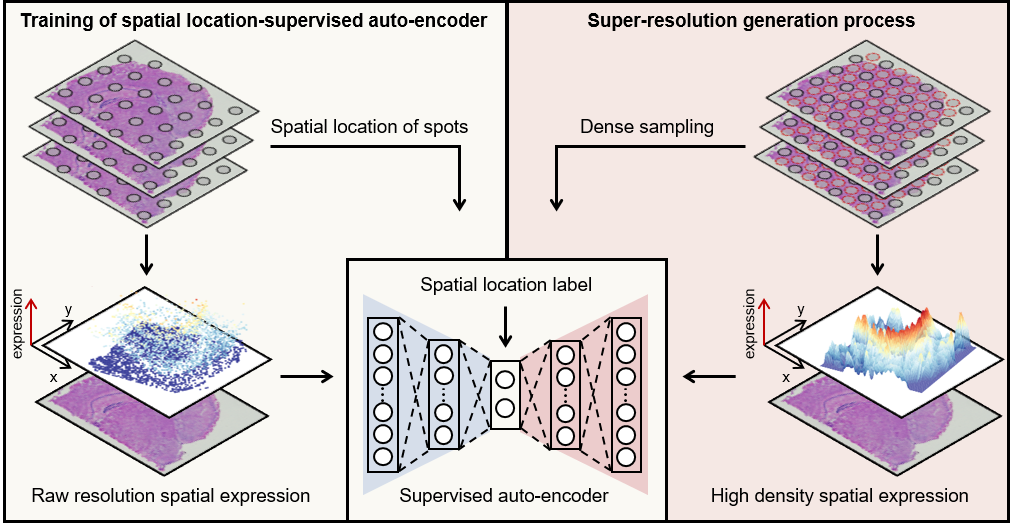 Training of spatial location-supervised auto-encoder
Super-resolution generation process
Spatial location of spots
Dense sampling
expression
y
x
Raw resolution spatial expression
Spatial location label
Supervised auto-encoder
expression
y
x
High density spatial expression